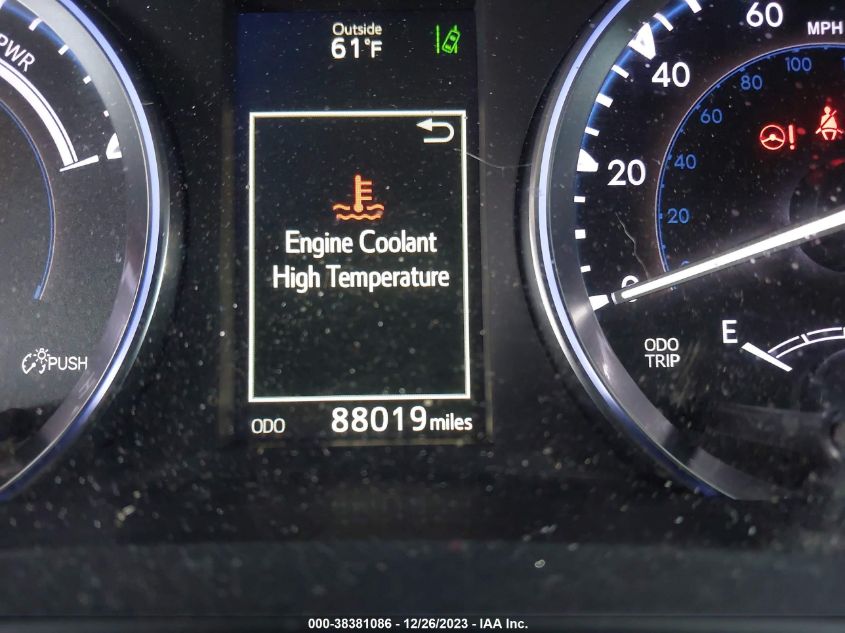 PWR
PUSH
Outside
61°F
Engine Coolant
High Temperature
ODO 88019 miles
60
MPH
40
20
0
100
80
60
40
20
ODO
TRIP
E
000-38381086 - 12/26/2023 - IAA Inc.